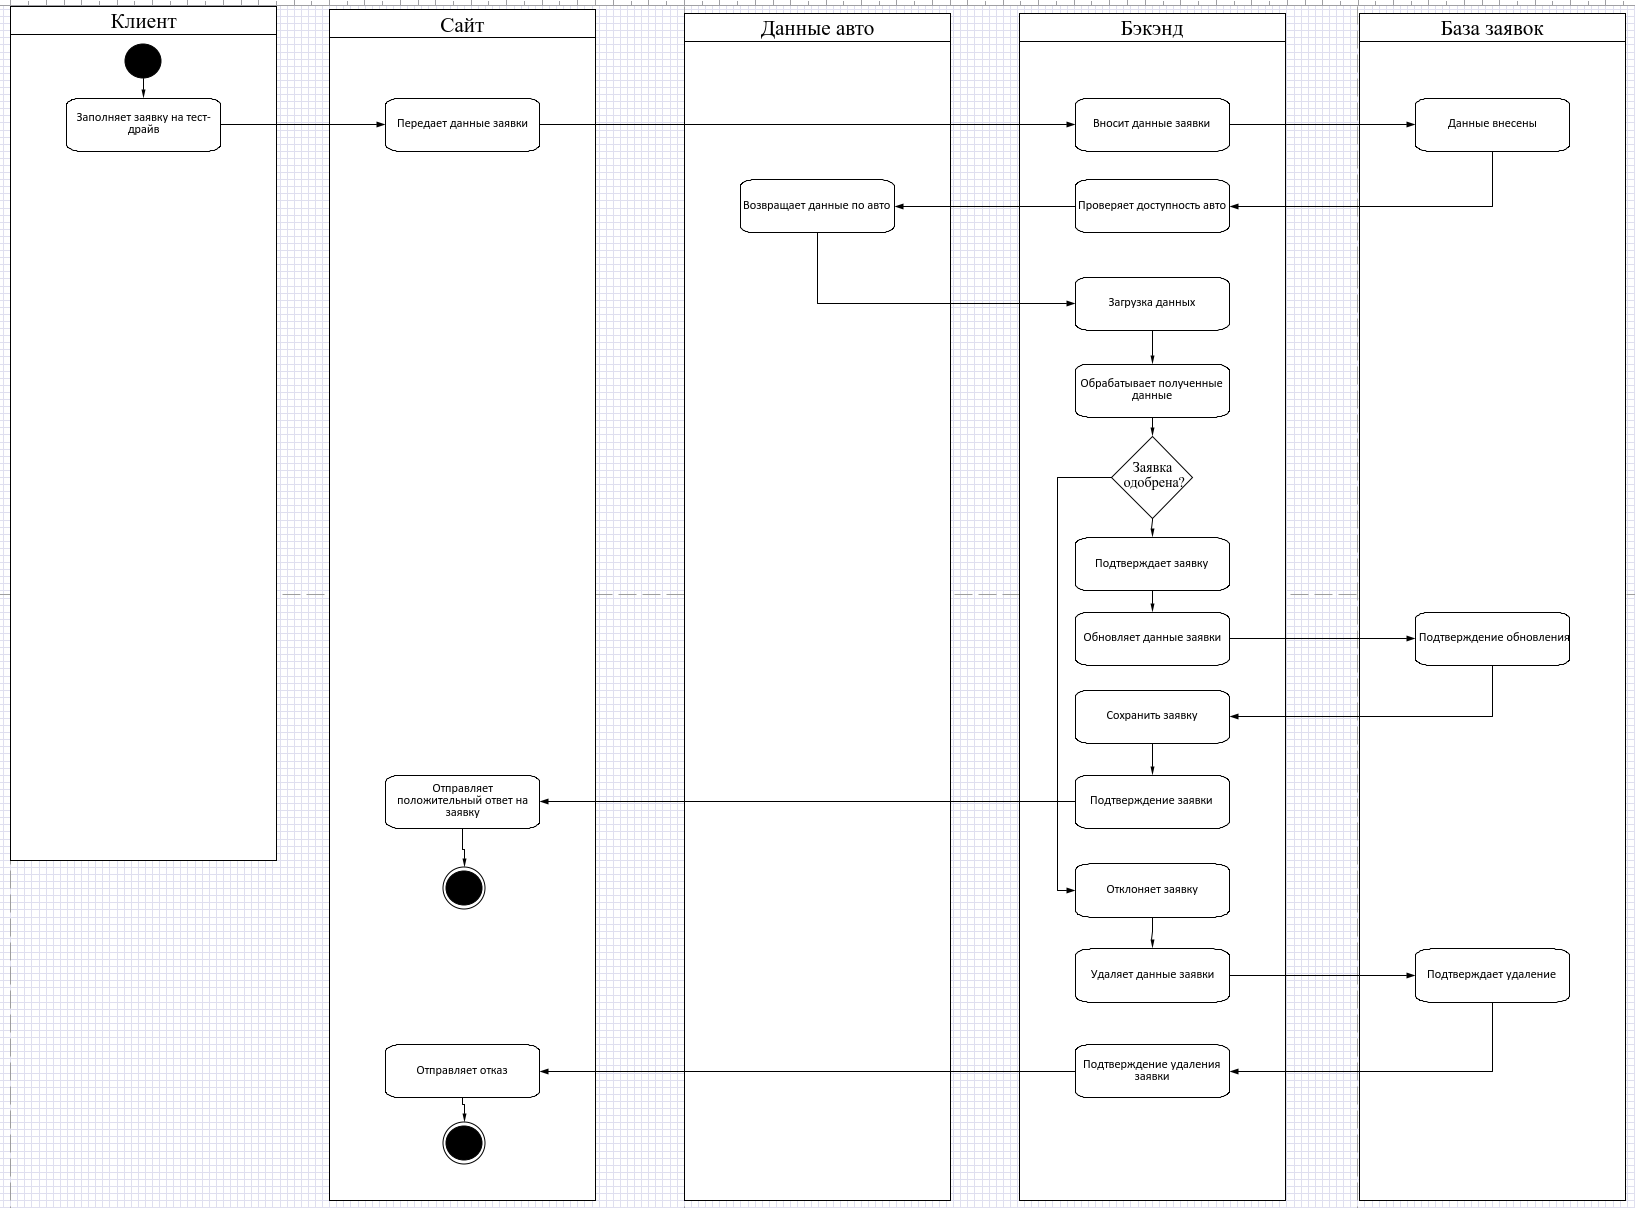 Клиент
Сайт
Данные авто
Бэкэнд
База заявок
Заполняет заявку на тест-
драйв
Передает данные заявки
Вносит данные заявки
Данные внесены
Возвращает данные по авто
Проверяет доступность авто
Загрузка данных
Обрабатывает полученные
данные
Заявка
одобрена?
Подтверждает заявку
Обновляет данные заявки
Подтверждение обновления
Сохранить заявку
Отправляет
положительный ответ на
заявку
Подтверждение заявки
Отклоняет заявку
Удаляет данные заявки
Подтверждает удаление
Отправляет отказ
Подтверждение удаления
заявки